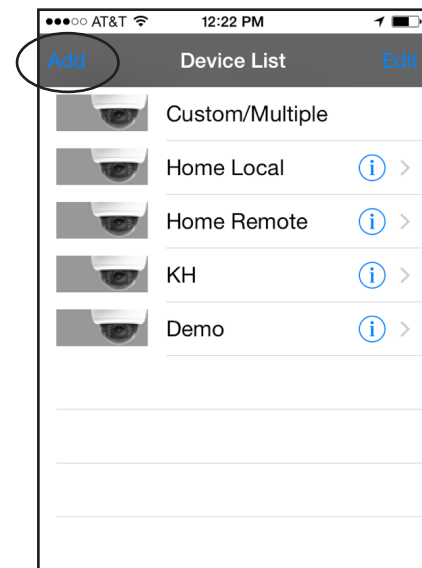 ●●●○○ AT&T 12:22 PM
Add Device List Edit
Custom/Multiple
Home Local i
Home Remote i
KH i
Demo i